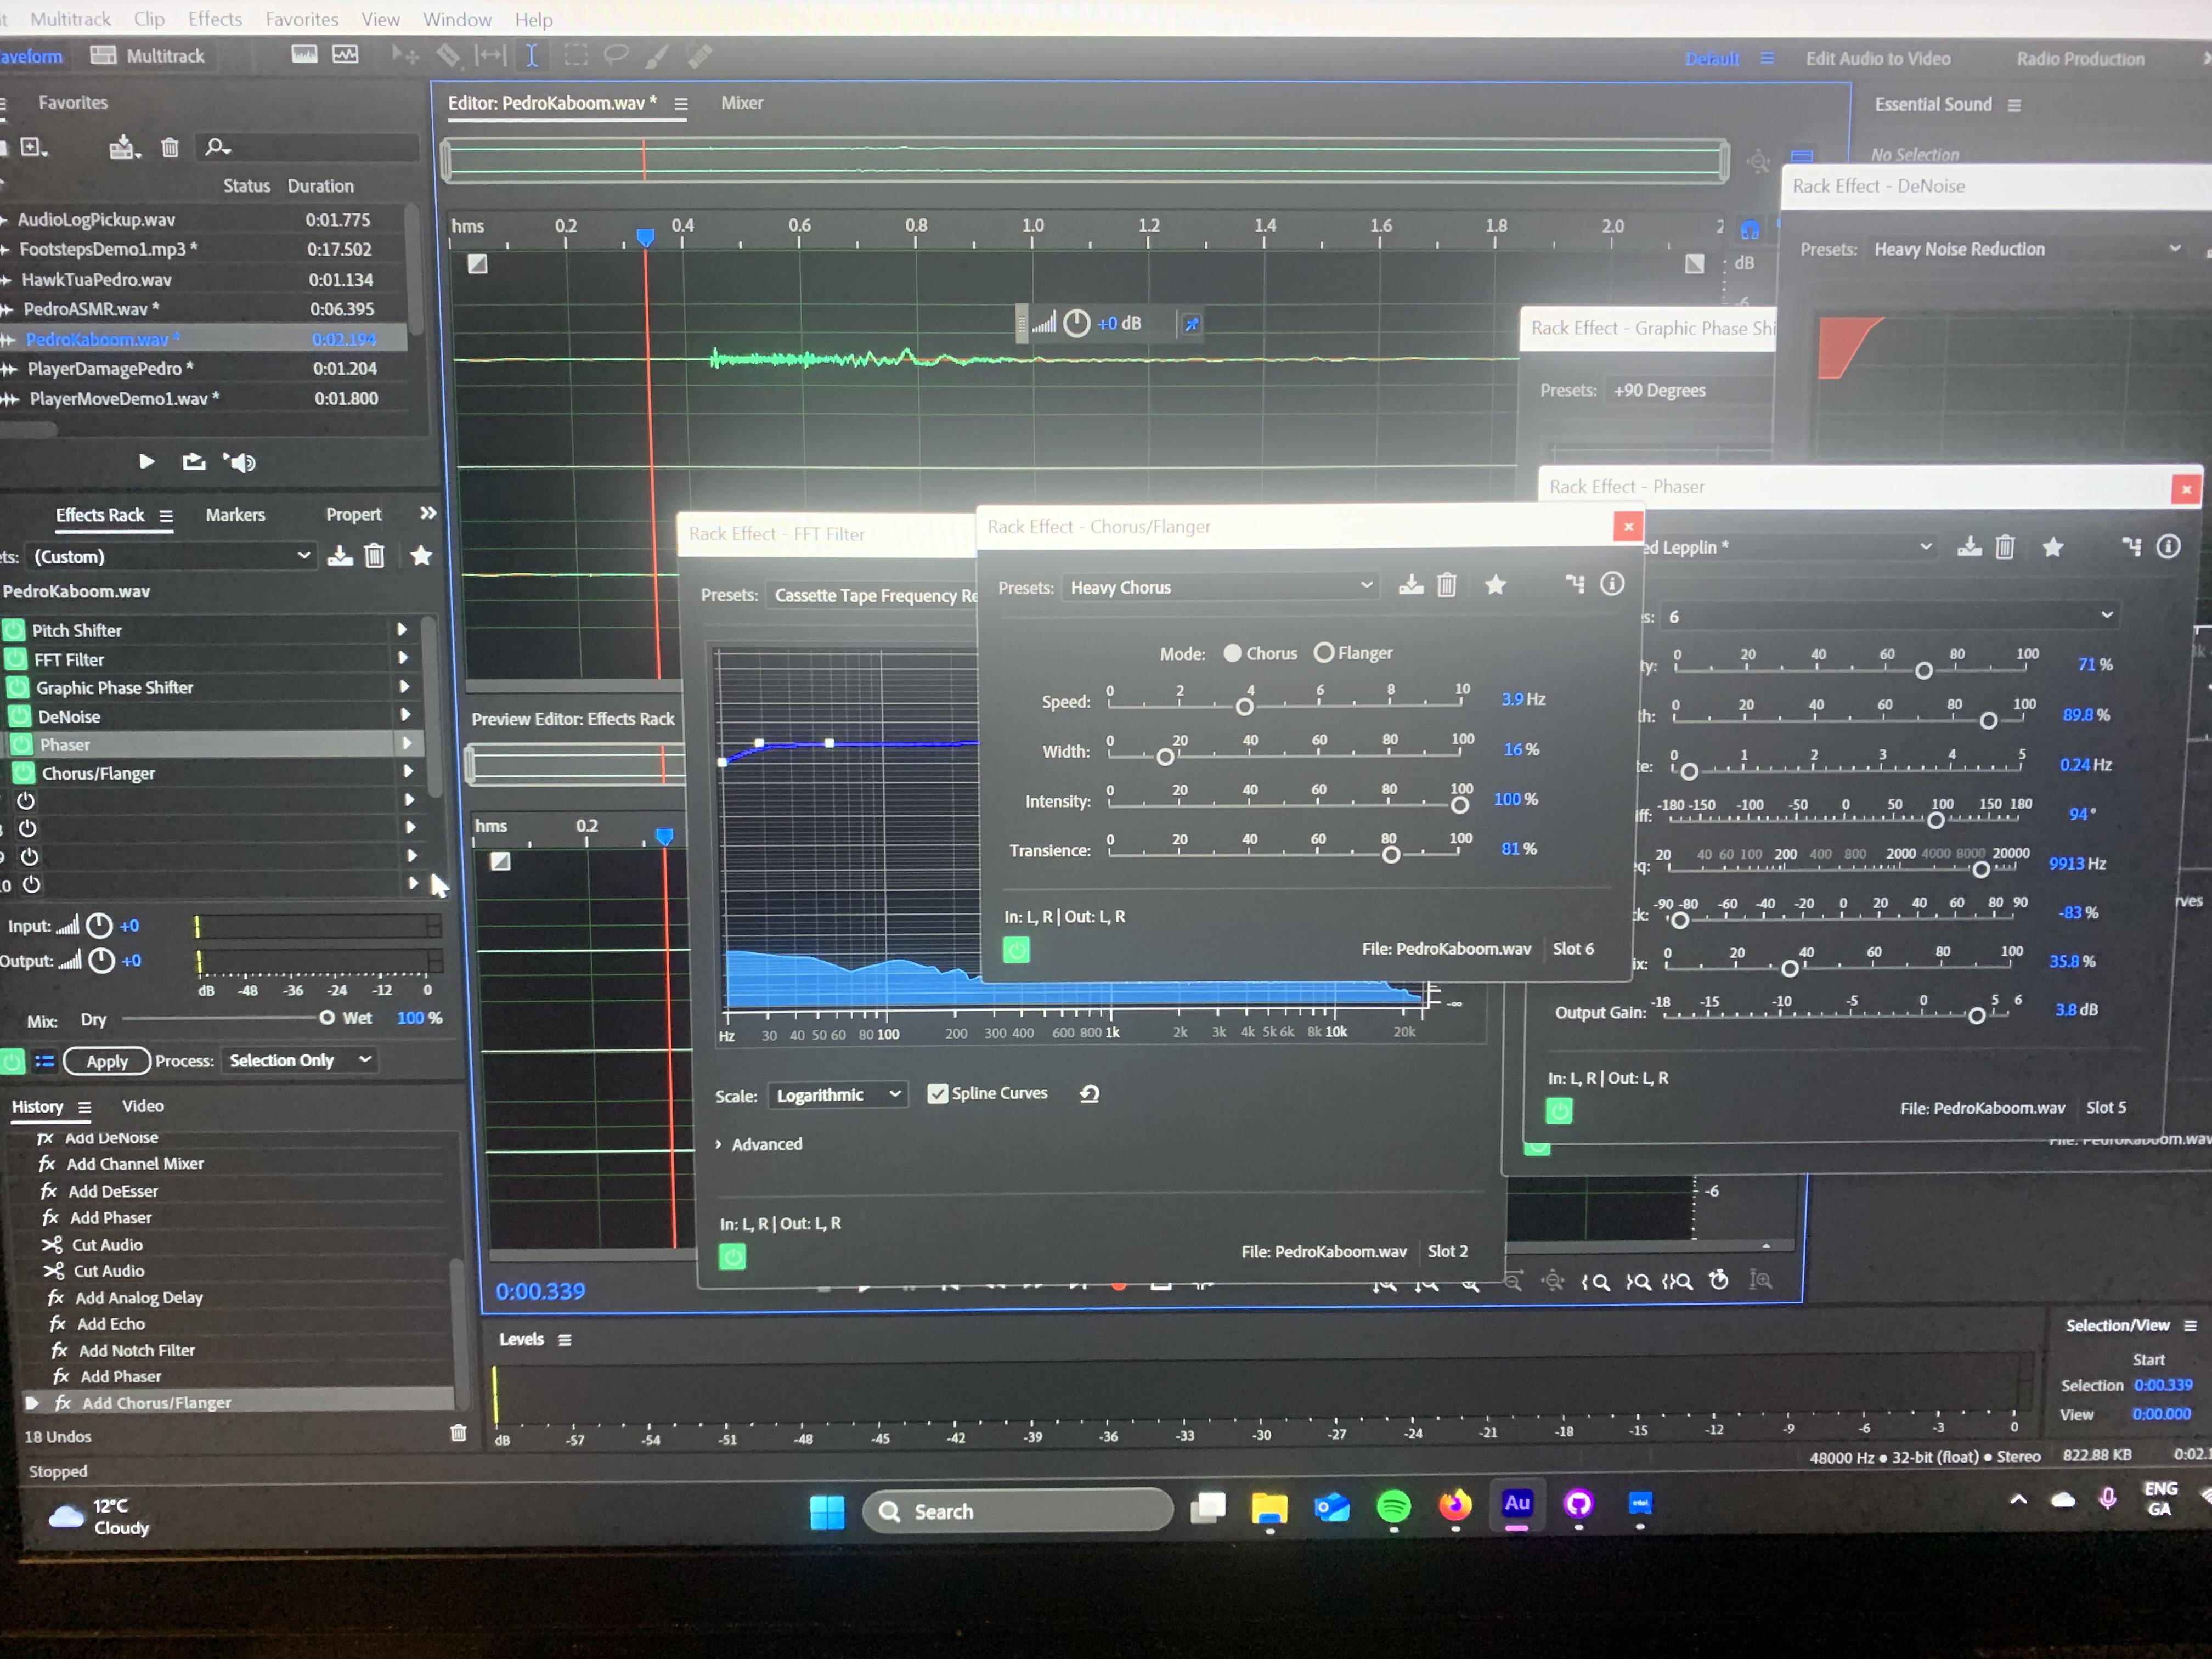 Multitrack Clip Effects Favorites View Window Help
Multitrack
Default Edit Audio to Video Radio Production
Favorites
Status Duration
AudioLogPickup.wav 0:01.775
FootstepsDemo1.mp3 * 0:17.502
HawkTuaPedro.wav 0:01.134
PedroASMR.wav * 0:06.395
PedroKaboom.wav * 0:02.194
PlayerDamagePedro * 0:01.204
PlayerMoveDemo1.wav * 0:01.800
Effects Rack Markers Propert
(Custom)
PedroKaboom.wav
Pitch Shifter
FFT Filter
Graphic Phase Shifter
DeNoise
Phaser
Chorus/Flanger
Input: +0
Output: +0
dB -48 -36 -24 -12 0
Mix: Dry Wet 100 %
Apply Process: Selection Only
History Video
Add DeNoise
fx Add Channel Mixer
fx Add DeEsser
fx Add Phaser
Cut Audio
Cut Audio
fx Add Analog Delay
fx Add Echo
fx Add Notch Filter
fx Add Phaser
fx Add Chorus/Flanger
18 Undos
Stopped
Editor: PedroKaboom.wav * Mixer
hms 0.2 0.4 0.6 0.8 1.0 1.2 1.4 1.6 1.8 2.0
+0 dB
dB
Preview Editor: Effects Rack
hms 0.2
0:00.339
-6
Essential Sound
No Selection
Rack Effect - DeNoise
Presets: Heavy Noise Reduction
Rack Effect - Graphic Phase Shi
Presets: +90 Degrees
Rack Effect - FFT Filter
Presets: Cassette Tape Frequency Re
Hz 30 40 50 60 80 100 200 300 400 600 800 1k 2k 3k 4k 5k 6k 8k 10k 20k
-∞
Scale: Logarithmic Spline Curves
Advanced
In: L, R | Out: L, R
File: PedroKaboom.wav Slot 2
Rack Effect - Chorus/Flanger
Presets: Heavy Chorus
Mode: Chorus Flanger
Speed: 0 2 4 6 8 10 3.9 Hz
Width: 0 20 40 60 80 100 16 %
Intensity: 0 20 40 60 80 100 100 %
Transience: 0 20 40 60 80 100 81 %
In: L, R | Out: L, R
File: PedroKaboom.wav Slot 6
Rack Effect - Phaser
ed Lepplin *
6
0 20 40 60 80 100 71 %
0 20 40 60 80 100 89.8 %
0 1 2 3 4 5 0.24 Hz
-180 -150 -100 -50 0 50 100 150 180 94°
20 40 60 100 200 400 800 2000 4000 8000 20000 9913 Hz
-90 -80 -60 -40 -20 0 20 40 60 80 90 -83 %
0 20 40 60 80 100 35.8 %
Output Gain: -18 -15 -10 -5 0 5 6 3.8 dB
In: L, R | Out: L, R
File: PedroKaboom.wav Slot 5
Levels
dB -57 -54 -51 -48 -45 -42 -39 -36 -33 -30 -27 -24 -21 -18 -15 -12 -9 -6 -3 0
Selection/View
Start
Selection 0:00.339
View 0:00.000
48000 Hz ● 32-bit (float) ● Stereo 822.88 KB
12°C
Cloudy
Search
Au
ENG
GA